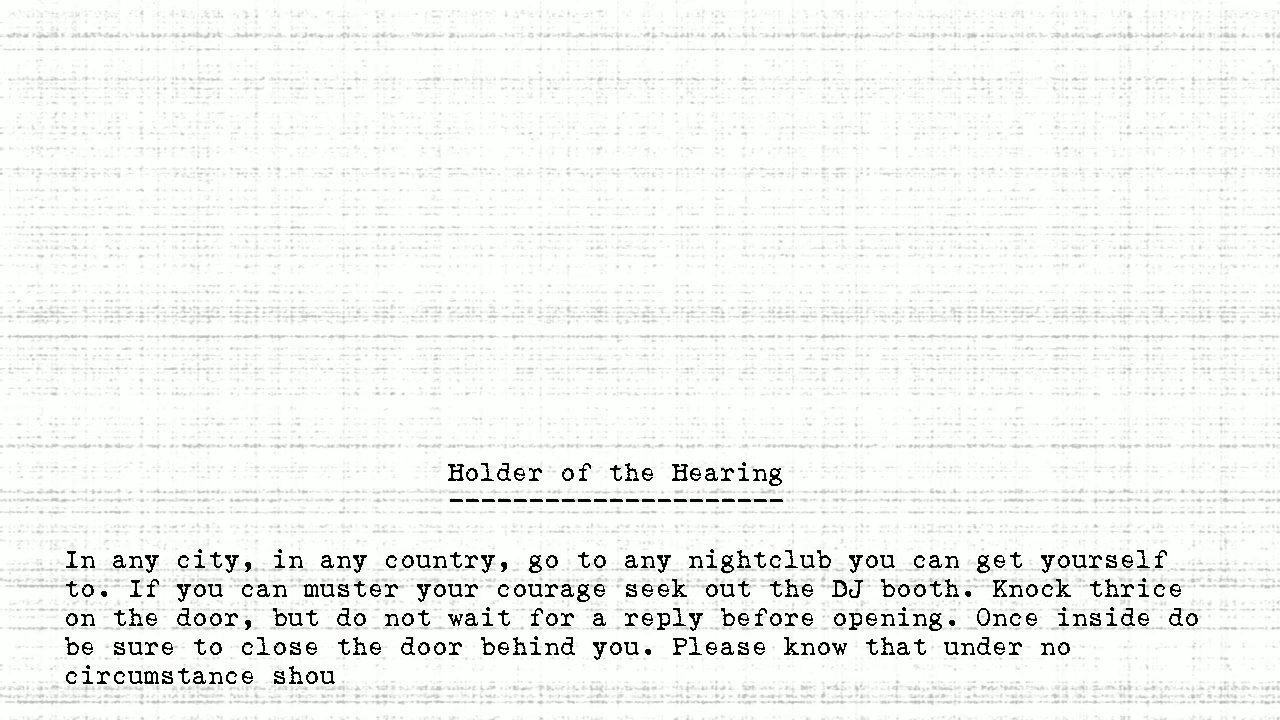 Holder of the Hearing
---------------------
In any city, in any country, go to any nightclub you can get yourself
to. If you can muster your courage seek out the DJ booth. Knock thrice
on the door, but do not wait for a reply before opening. Once inside do
be sure to close the door behind you. Please know that under no
circumstance shou